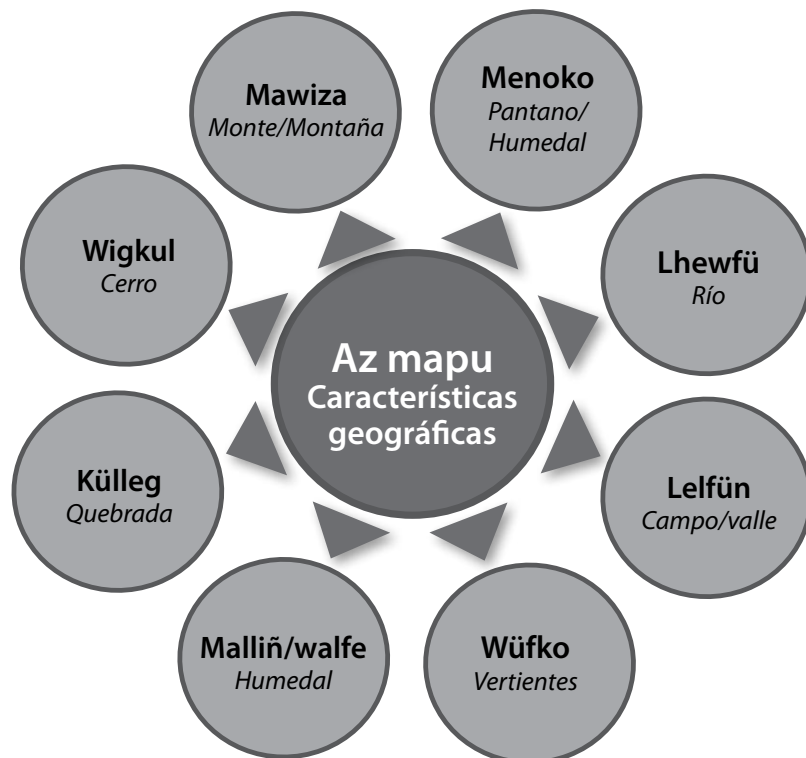 Mawiza
Monte/Montaña
Menoko
Pantano/
Humedal
Wigkul
Cerro
Lhewfü
Río
Az mapu
Características
geográficas
Külleg
Quebrada
Lelfün
Campo/valle
Malliñ/walfe
Humedal
Wüfko
Vertientes